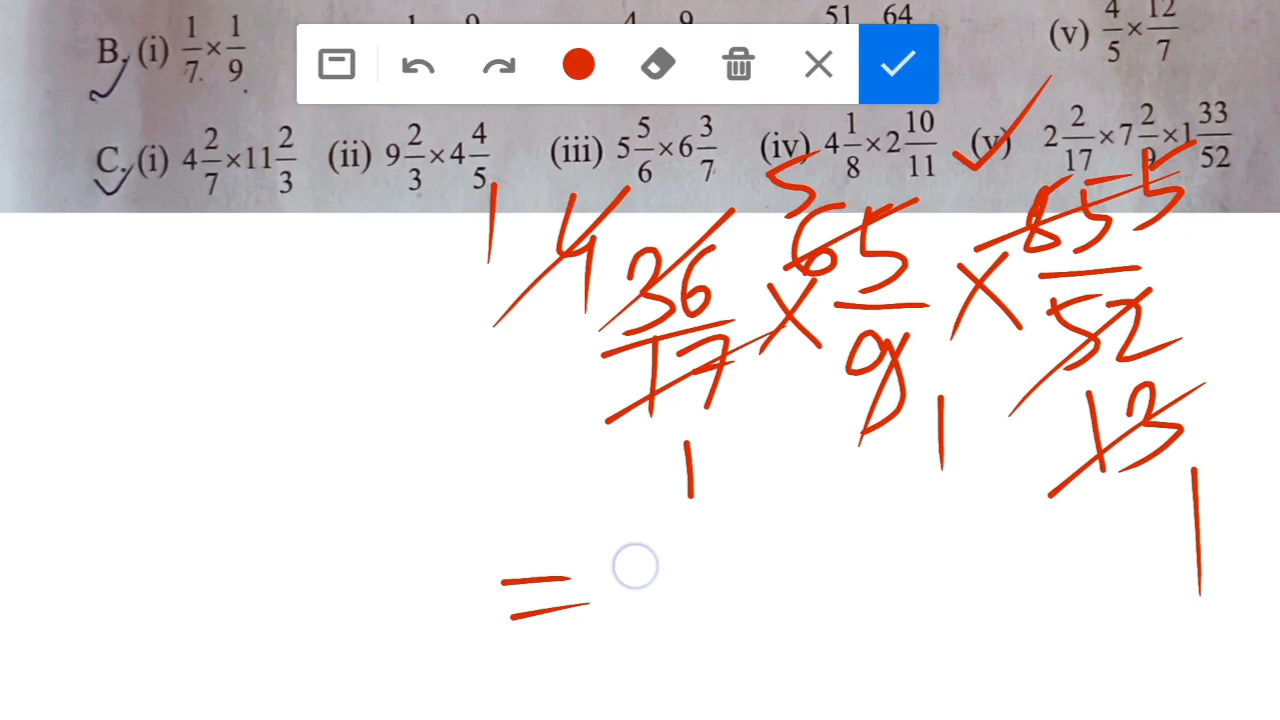 B. (i) 1/7 × 1/9
51 64
(v) 4/5 × 12/7
C. (i) 4 2/7 × 11 2/3 (ii) 9 2/3 × 4 4/5 (iii) 5 5/6 × 6 3/7 (iv) 4 1/8 × 2 10/11 (v) 2 2/17 × 7 2/9 × 1 33/52
1 4 5 5
36/17 × 65/9 × 85/52
1 1 13 1
=